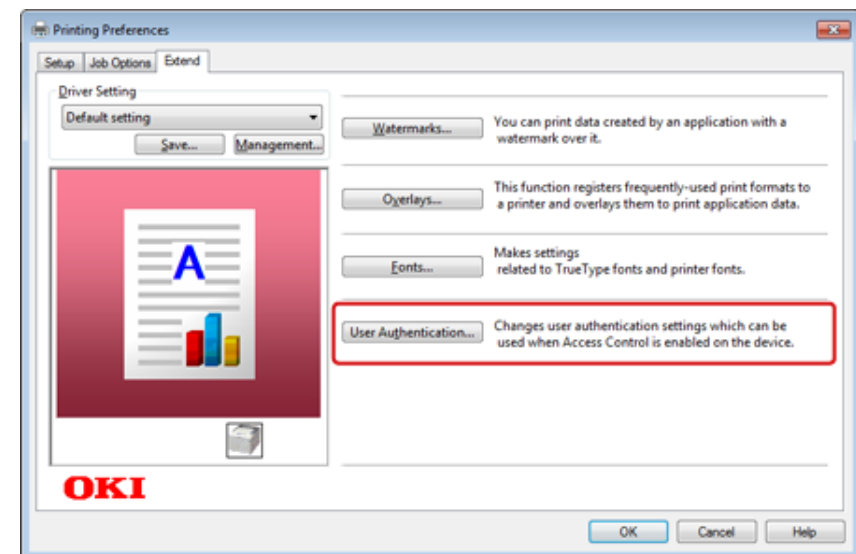 Printing Preferences
Setup
Job Options
Extend
Driver Setting
Default setting
Save...
Management...
Watermarks...
You can print data created by an application with a
watermark over it.
Overlays...
This function registers frequently-used print formats to
a printer and overlays them to print application data.
Fonts...
Makes settings
related to TrueType fonts and printer fonts.
User Authentication...
Changes user authentication settings which can be
used when Access Control is enabled on the device.
A
OKI
OK
Cancel
Help